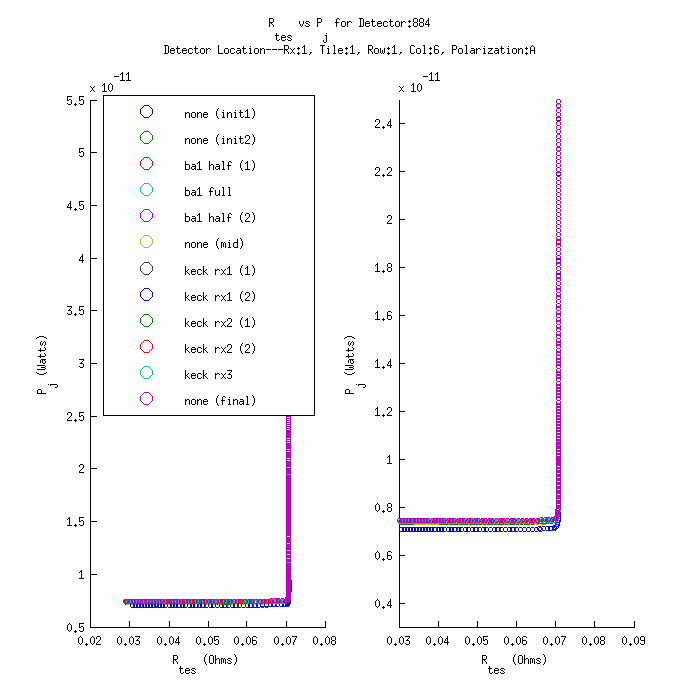 R_tes vs P_j for Detector:884
Detector Location---Rx:1, Tile:1, Row:1, Col:6, Polarization:A
x 10^-11
5.5
5
4.5
4
3.5
3
2.5
2
1.5
1
0.5
P_j (Watts)
none (init1)
none (init2)
ba1 half (1)
ba1 full
ba1 half (2)
none (mid)
keck rx1 (1)
keck rx1 (2)
keck rx2 (1)
keck rx2 (2)
keck rx3
none (final)
0.02 0.03 0.04 0.05 0.06 0.07 0.08
R_tes (Ohms)
x 10^-11
2.4
2.2
2
1.8
1.6
1.4
1.2
1
0.8
0.6
0.4
P_j (Watts)
0.03 0.04 0.05 0.06 0.07 0.08 0.09
R_tes (Ohms)